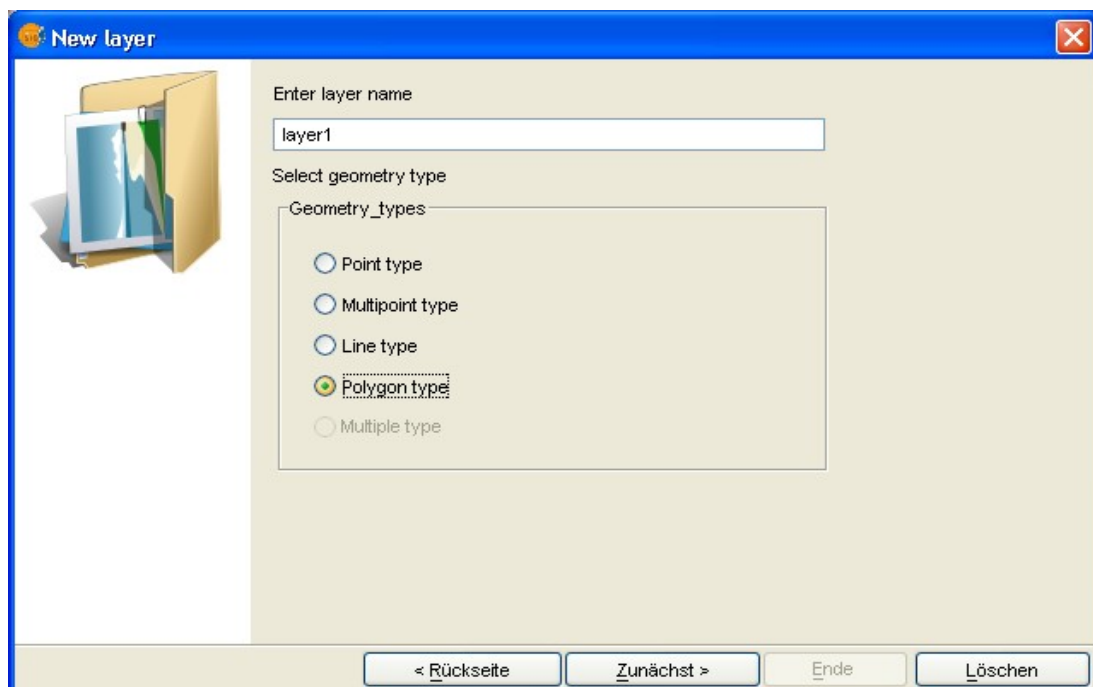 New layer
Enter layer name
layer1
Select geometry type
Geometry_types
Point type
Multipoint type
Line type
Polygon type
Multiple type
< Rückseite
Zunächst >
Ende
Löschen